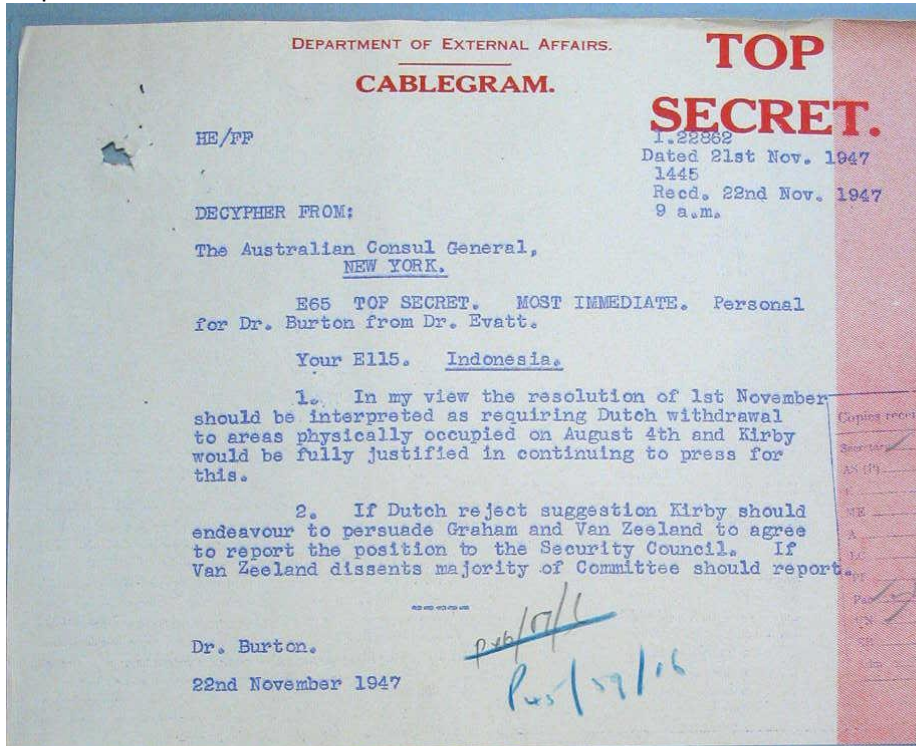 DEPARTMENT OF EXTERNAL AFFAIRS.
CABLEGRAM.
TOP
SECRET.
HE/FF
I.22862
Dated 21st Nov. 1947
1445
Recd. 22nd Nov. 1947
9 a.m.
DECYPHER FROM:
The Australian Consul General,
NEW YORK.
E65 TOP SECRET. MOST IMMEDIATE. Personal
for Dr. Burton from Dr. Evatt.
Your E115. Indonesia.
1. In my view the resolution of 1st November
should be interpreted as requiring Dutch withdrawal
to areas physically occupied on August 4th and Kirby
would be fully justified in continuing to press for
this.
2. If Dutch reject suggestion Kirby should
endeavour to persuade Graham and Van Zeeland to agree
to report the position to the Security Council. If
Van Zeeland dissents majority of Committee should report.
Dr. Burton.
22nd November 1947
Copies
Secretary
AS (P)
ME
A